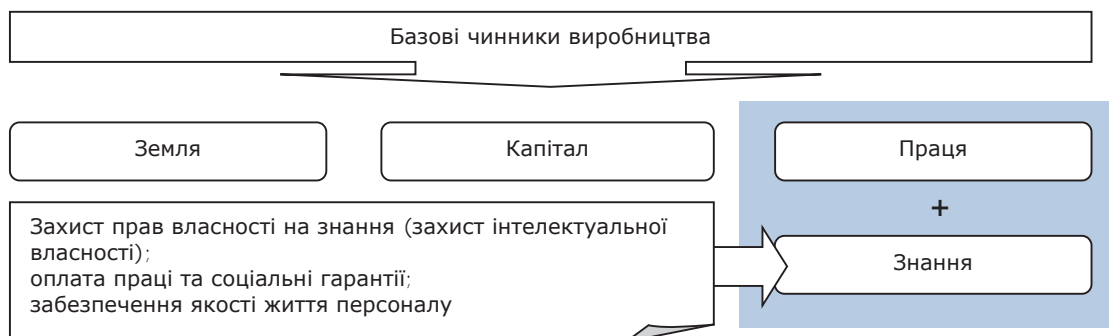 Базові чинники виробництва
Земля
Капітал
Праця
+
Знання
Захист прав власності на знання (захист інтелектуальної
власності);
оплата праці та соціальні гарантії;
забезпечення якості життя персоналу